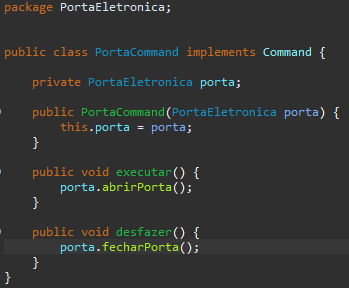 package PortaEletronica;
public class PortaCommand implements Command {
private PortaEletronica porta;
public PortaCommand(PortaEletronica porta) {
this.porta = porta;
}
public void executar() {
porta.abrirPorta();
}
public void desfazer() {
porta.fecharPorta();
}
}